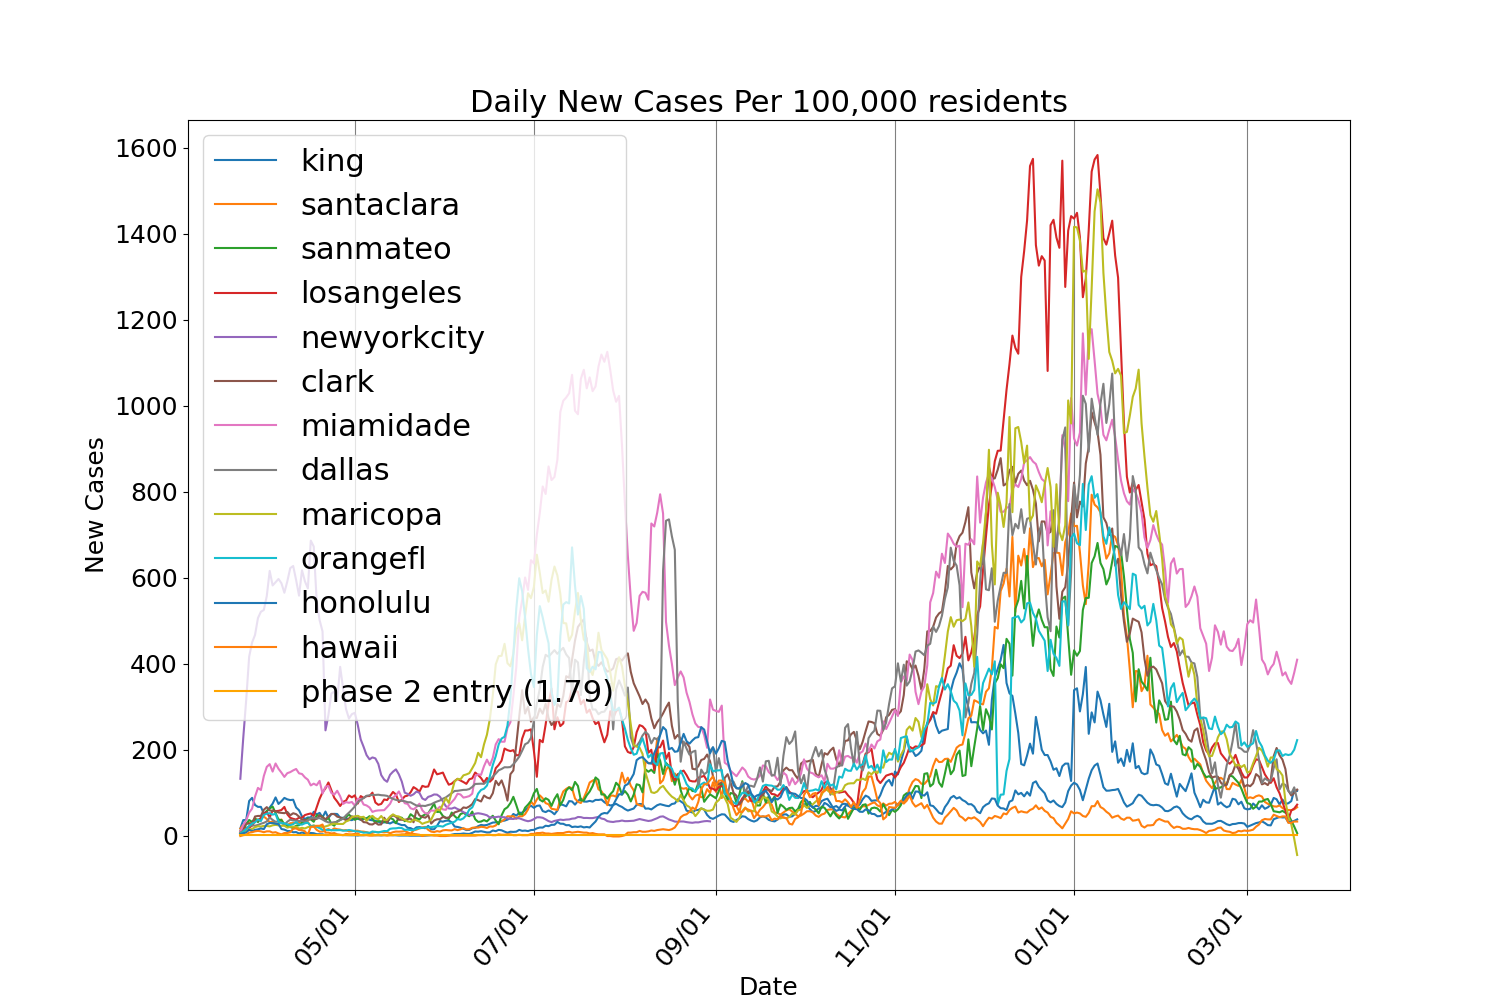 Daily New Cases Per 100,000 residents
king
santaclara
sanmateo
losangeles
newyorkcity
clark
miamidade
dallas
maricopa
orangefl
honolulu
hawaii
phase 2 entry (1.79)
New Cases
1600
1400
1200
1000
800
600
400
200
0
05/01
07/01
09/01
11/01
01/01
03/01
Date